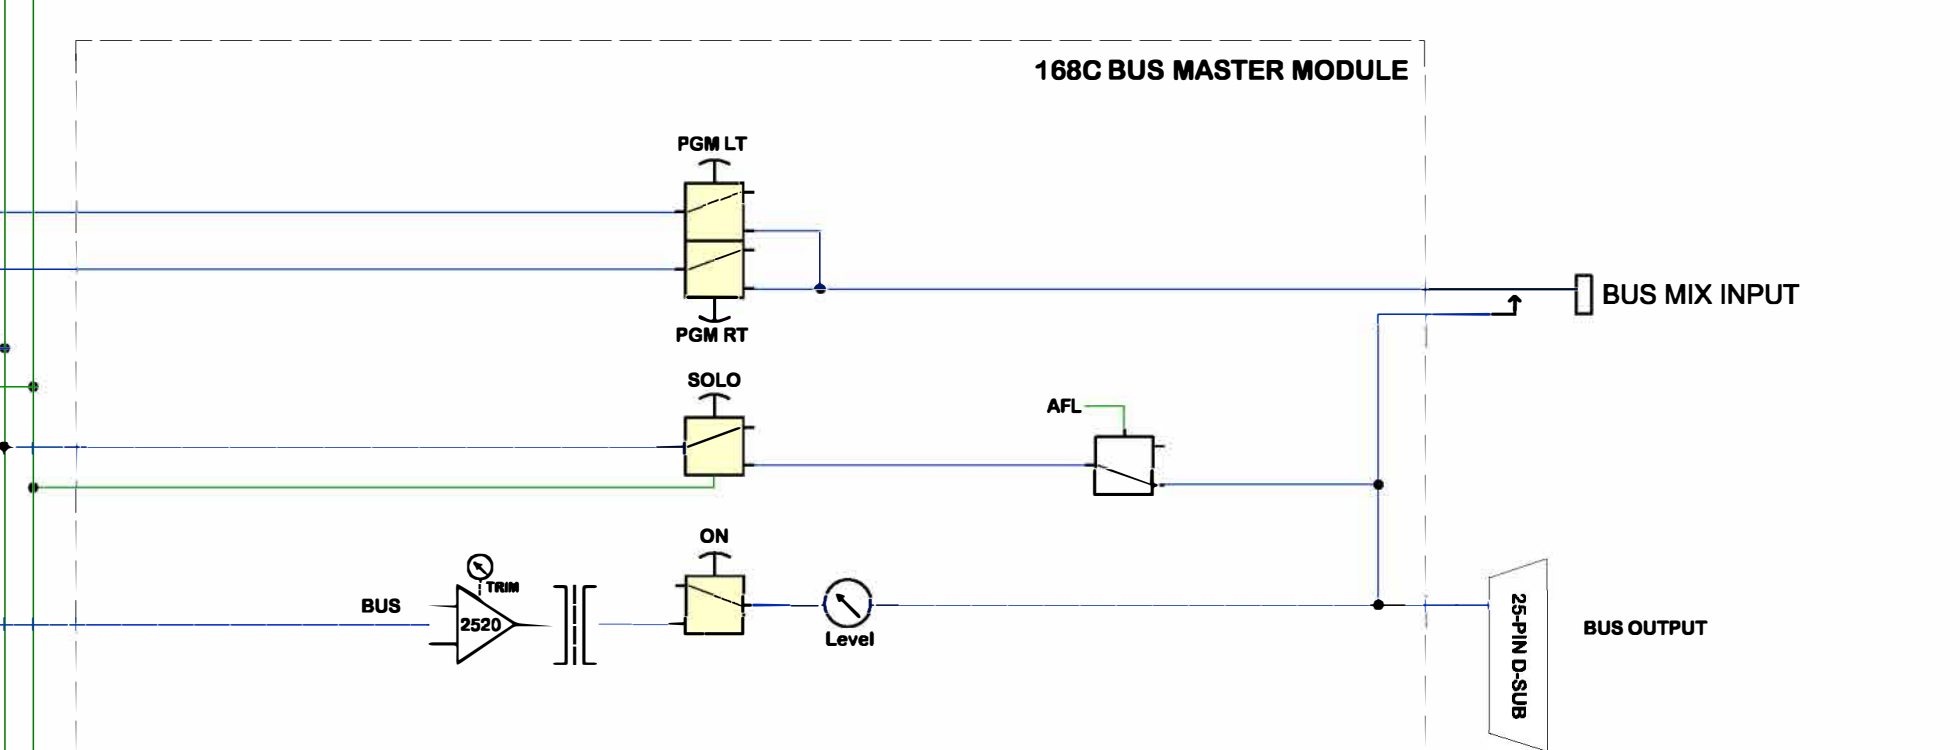 168C BUS MASTER MODULE
PGM LT
BUS MIX INPUT
PGM RT
SOLO
AFL
ON
TRIM
BUS
2520
Level
25-PIN D-SUB
BUS OUTPUT